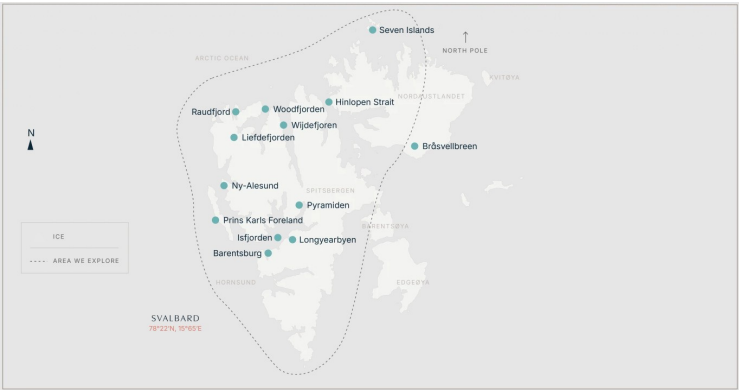 Seven Islands
NORTH POLE
ARCTIC OCEAN
KVITØYA
NORDAUSTLANDET
Hinlopen Strait
Woodfjorden
Raudfjord
Wijdefjoren
N
Liefdefjorden
Bråsvellbreen
Ny-Alesund
SPITSBERGEN
Pyramiden
Prins Karls Foreland
BARENTSØYA
Isfjorden
Longyearbyen
ICE
Barentsburg
AREA WE EXPLORE
HORNSUND
EDGEØYA
SVALBARD
78°22'N, 15°65'E